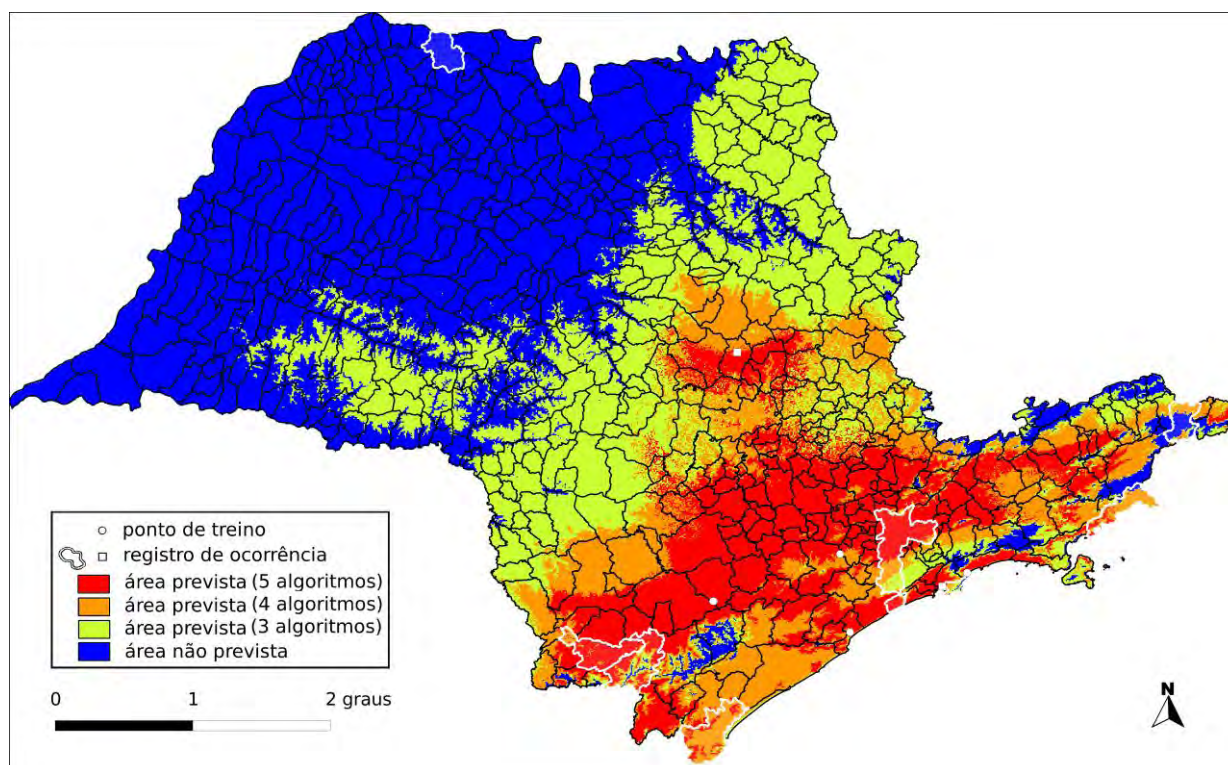 ponto de treino
registro de ocorrência
área prevista (5 algoritmos)
área prevista (4 algoritmos)
área prevista (3 algoritmos)
área não prevista
0 1 2 graus
N